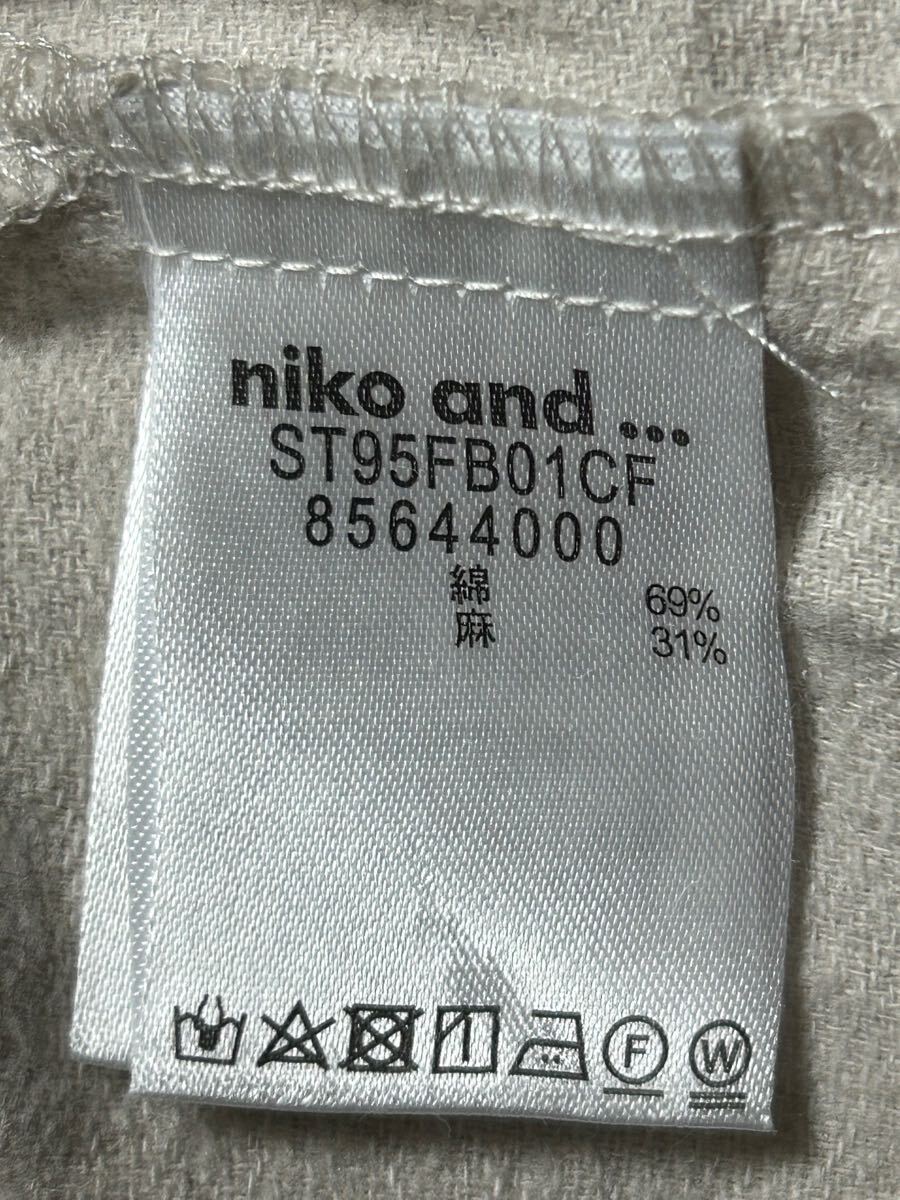 niko and ...
ST95FB01CF
85644000
綿 69%
麻 31%
F W